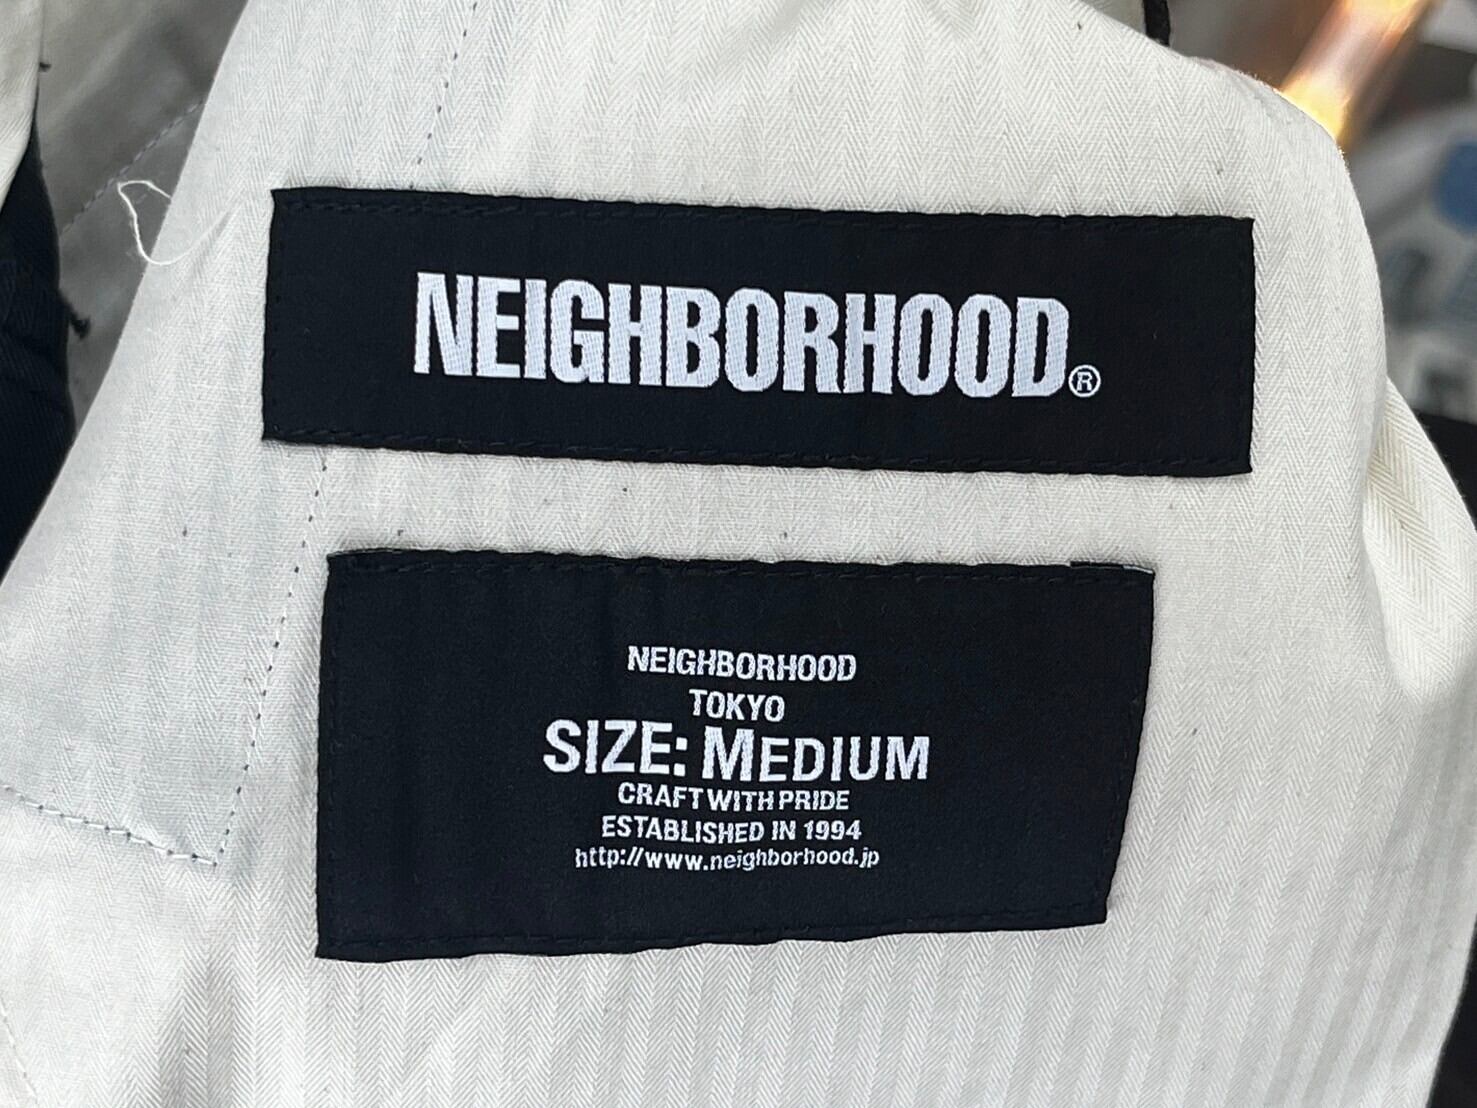 NEIGHBORHOOD®
NEIGHBORHOOD
TOKYO
SIZE: MEDIUM
CRAFT WITH PRIDE
ESTABLISHED IN 1994
http://www.neighborhood.jp